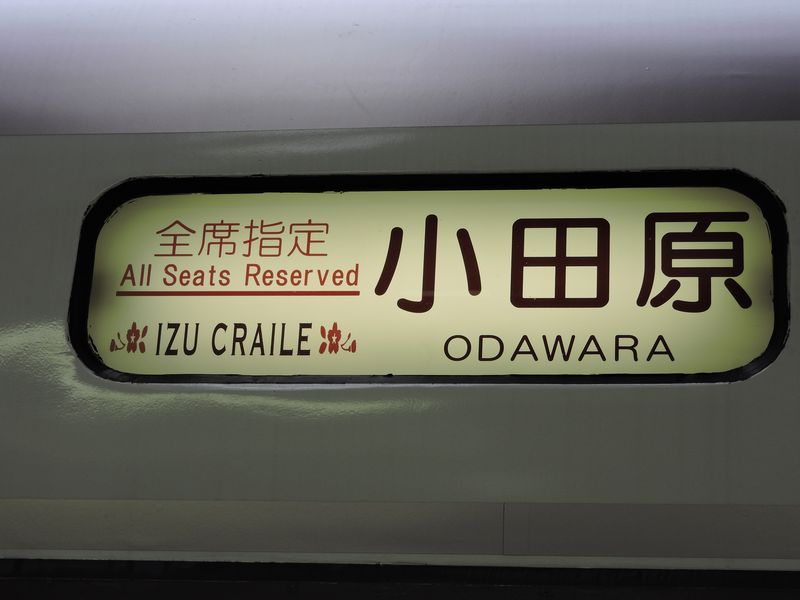 全席指定
All Seats Reserved
IZU CRAILE
小田原
ODAWARA